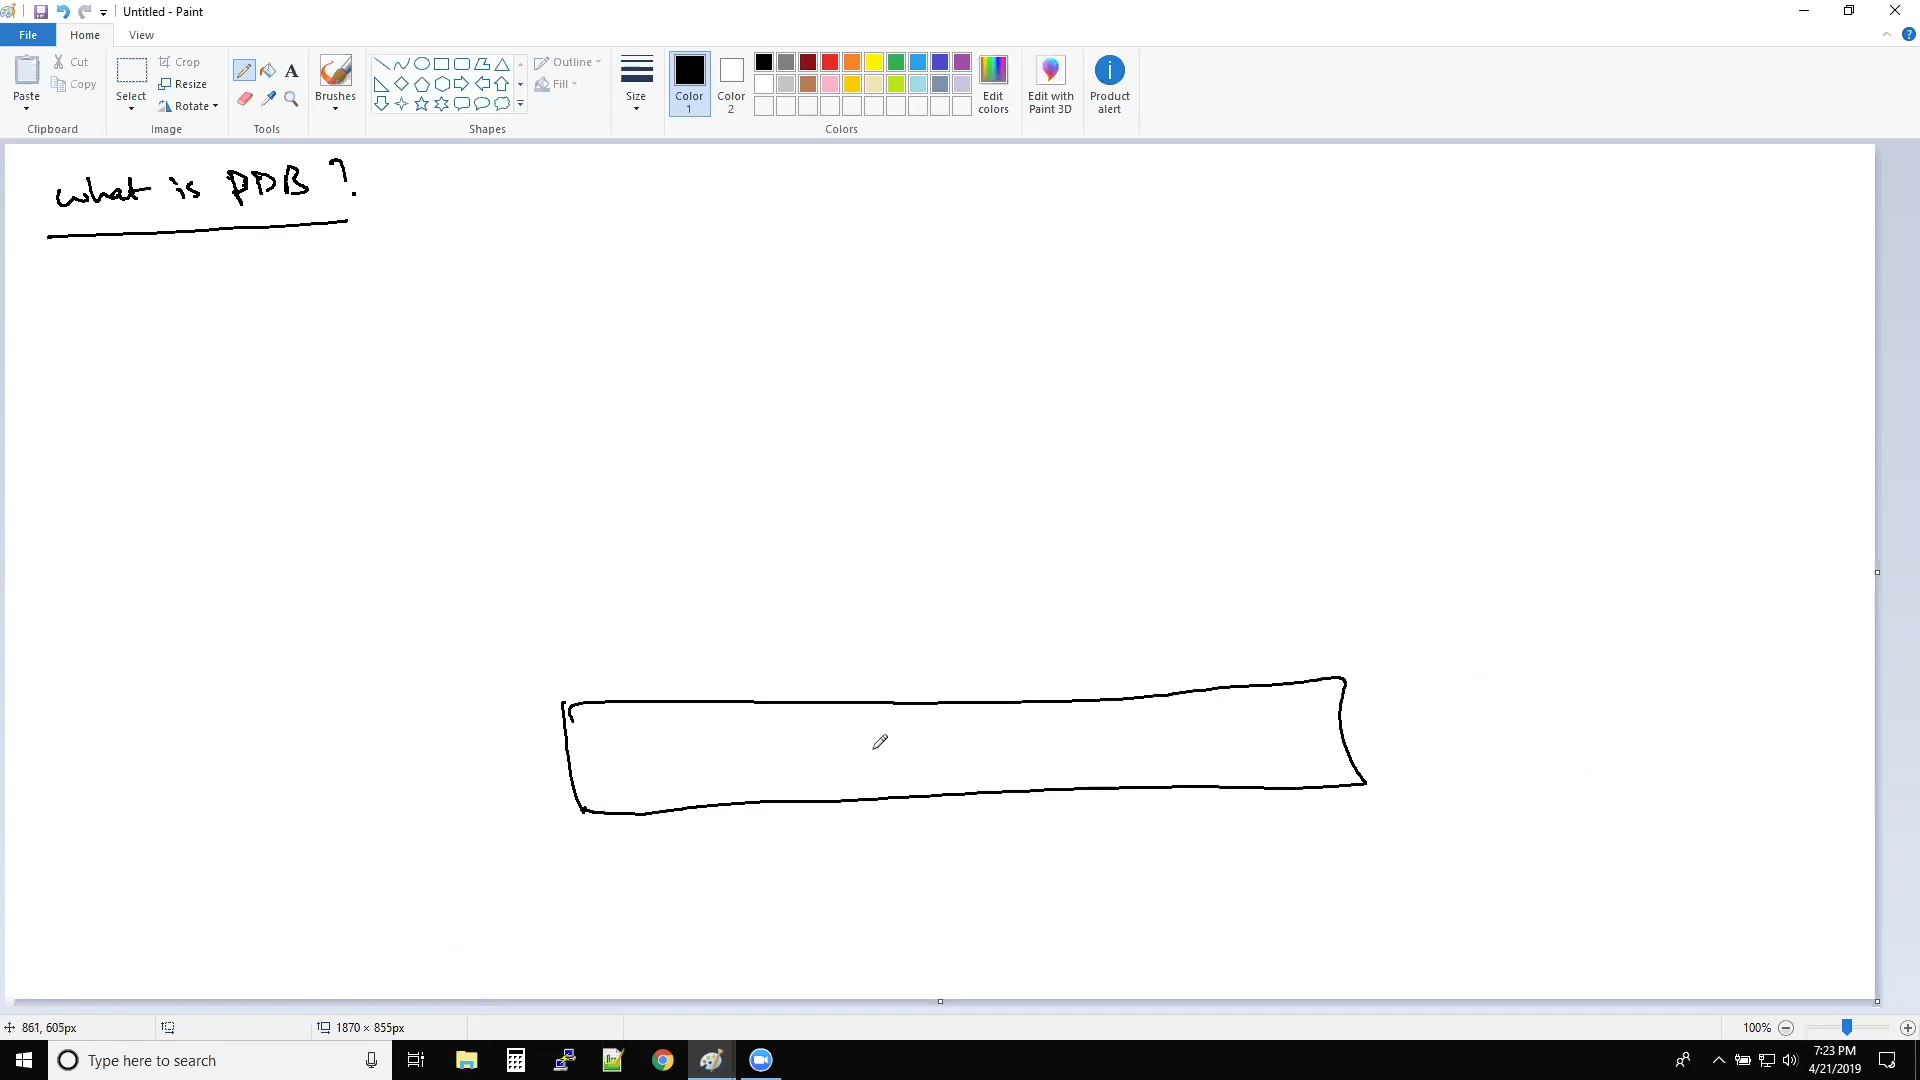 Untitled - Paint
File Home View
Paste
Cut
Copy
Clipboard
Select
Crop
Resize
Rotate
Image
A
Tools
Brushes
Shapes
Outline
Fill
Size
Color 1
Color 2
Colors
Edit colors
Edit with Paint 3D
Product alert
what is PDB ?
861, 605px
1870 × 855px
100%
Type here to search
7:23 PM
4/21/2019